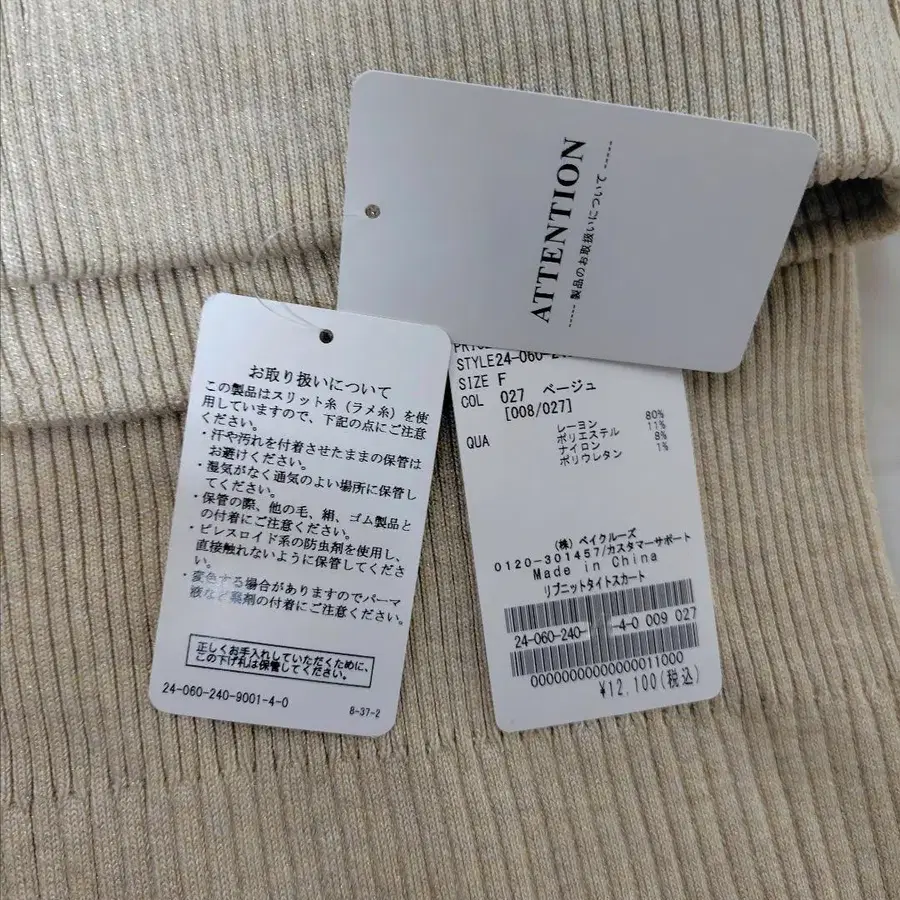 ATTENTION
製品のお取扱いについて
お取り扱いについて
この製品はスリット糸（ラメ糸）を使
用していますので、下記の点にご注意
ください。
・汗や汚れを付着させたままの保管は
お避けください。
・湿気がなく通気のよい場所に保管し
てください。
・保管の際、他の毛、絹、ゴム製品と
の付着にご注意ください。
・ピレスロイド系の防虫剤を使用し、
直接触れないように保管してくださ
い。
・変色する場合がありますのでパーマ
液など薬剤の付着にご注意ください。
正しくお手入れしていただくために、
この下げ札は保管してください。
24-060-240-9001-4-0
8-37-2
STYLE 24-060-2
SIZE F
COL 027 ベージュ
[008/027]
QUA レーヨン 80%
ポリエステル 11%
ナイロン 8%
ポリウレタン 1%
(株) ベイクルーズ
0120-301457/カスタマーサポート
Made in China
リブニットタイトスカート
24-060-240- -4-0 009 027
0000000000000011000
¥12,100(税込)